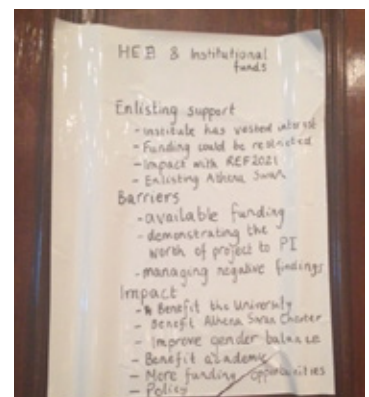 HEB & Institutional
funds
Enlisting support
- institute has vested interest
- Funding could be restricted
- Impact with REF2021
- Enlisting Athena Swan
Barriers
- available funding
- demonstrating the
worth of project to PI
- managing negative findings
Impact
- Benefit the University
- Benefit Athena Swan Charter
- Improve gender balance
- Benefit academy
- More funding opportunities
- Policy